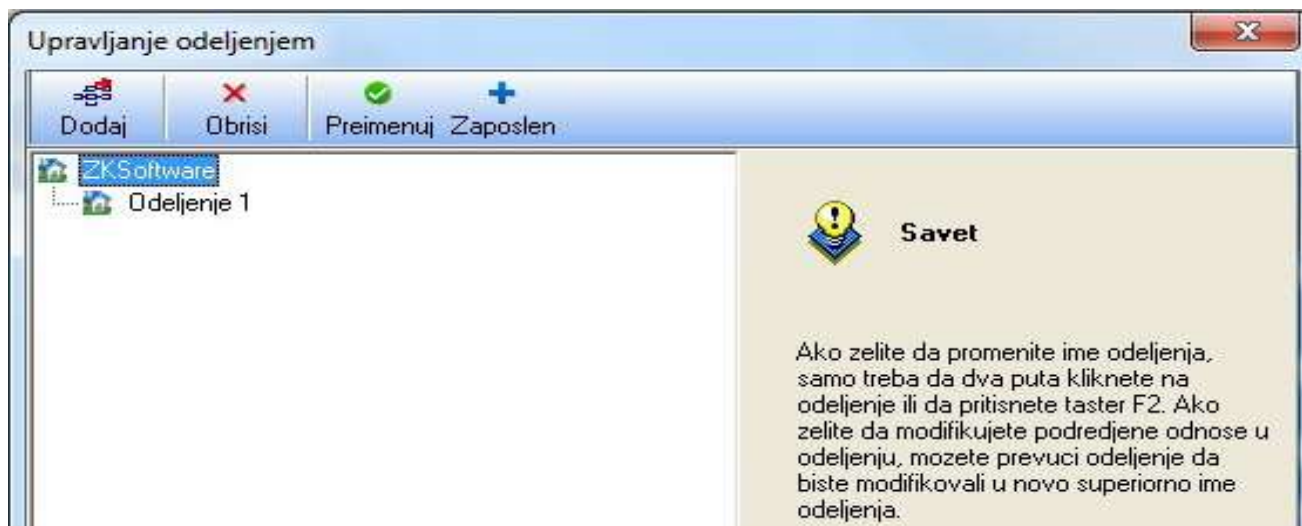 Upravljanje odeljenjem
Dodaj Obrisi Preimenuj Zaposlen
ZKSoftware
Odeljenje 1
Savet
Ako zelite da promenite ime odeljenja,
samo treba da dva puta kliknete na
odeljenje ili da pritisnete taster F2. Ako
zelite da modifikujete podredjene odnose u
odeljenju, mozete prevuci odeljenje da
biste modifikovali u novo superiorno ime
odeljenja.